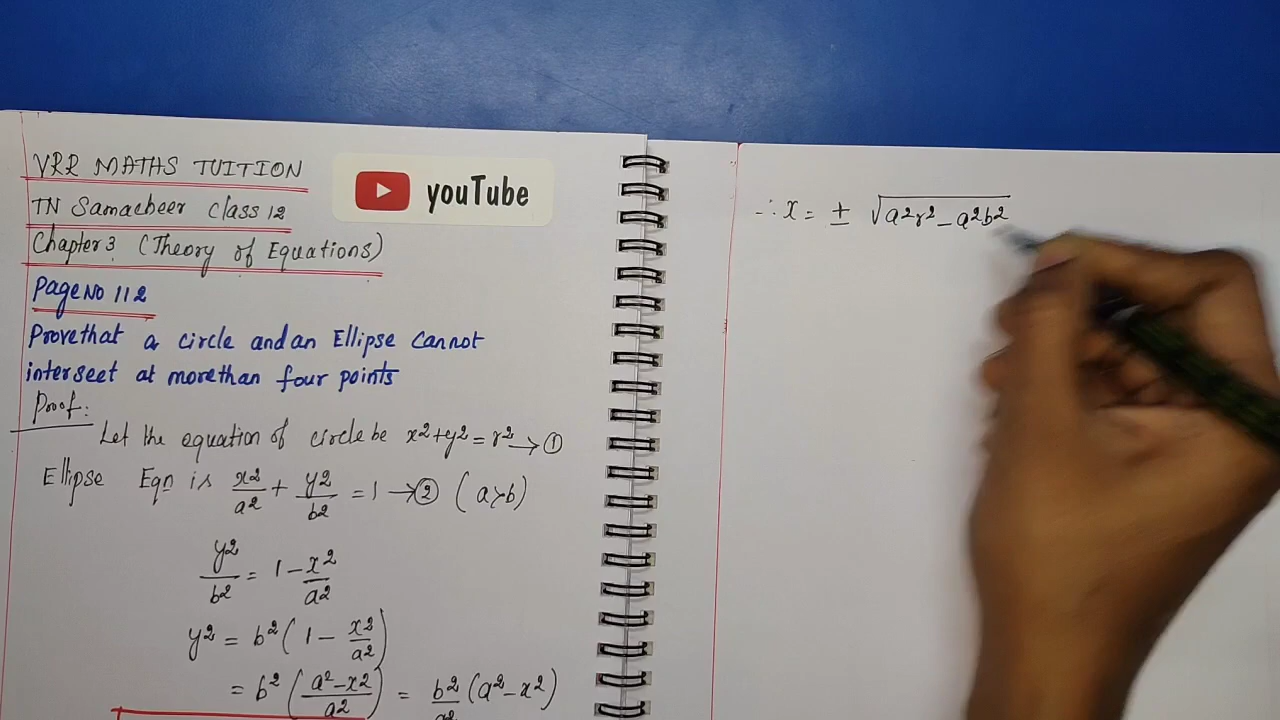 VRR MATHS TUITION
youTube
TN Samacheer Class 12
Chapter 3 (Theory of Equations)
Page No 112
Prove that a circle and an Ellipse cannot
interseet at morethan four points
Proof:
Let the equation of circle be x² + y² = r² → ①
Ellipse Eqn is x²/a² + y²/b² = 1 → ② (a>b)
y²/b² = 1 - x²/a²
y² = b² (1 - x²/a²)
= b² (a² - x²/a²) = b²/a² (a² - x²)
∴ x = ± √a²r² - a²b²